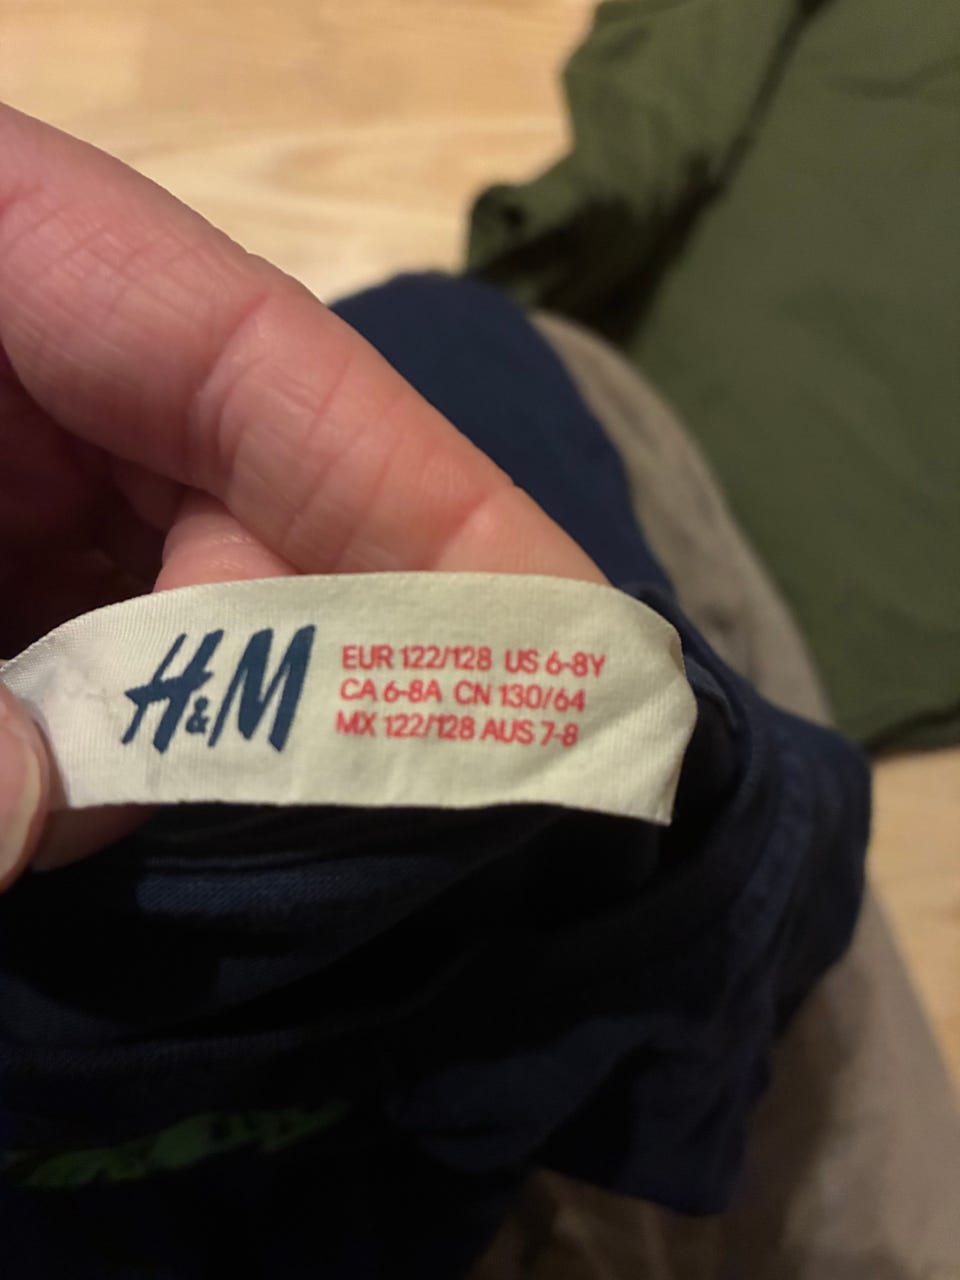 H&M
EUR 122/128 US 6-8Y
CA 6-8A CN 130/64
MX 122/128 AUS 7-8